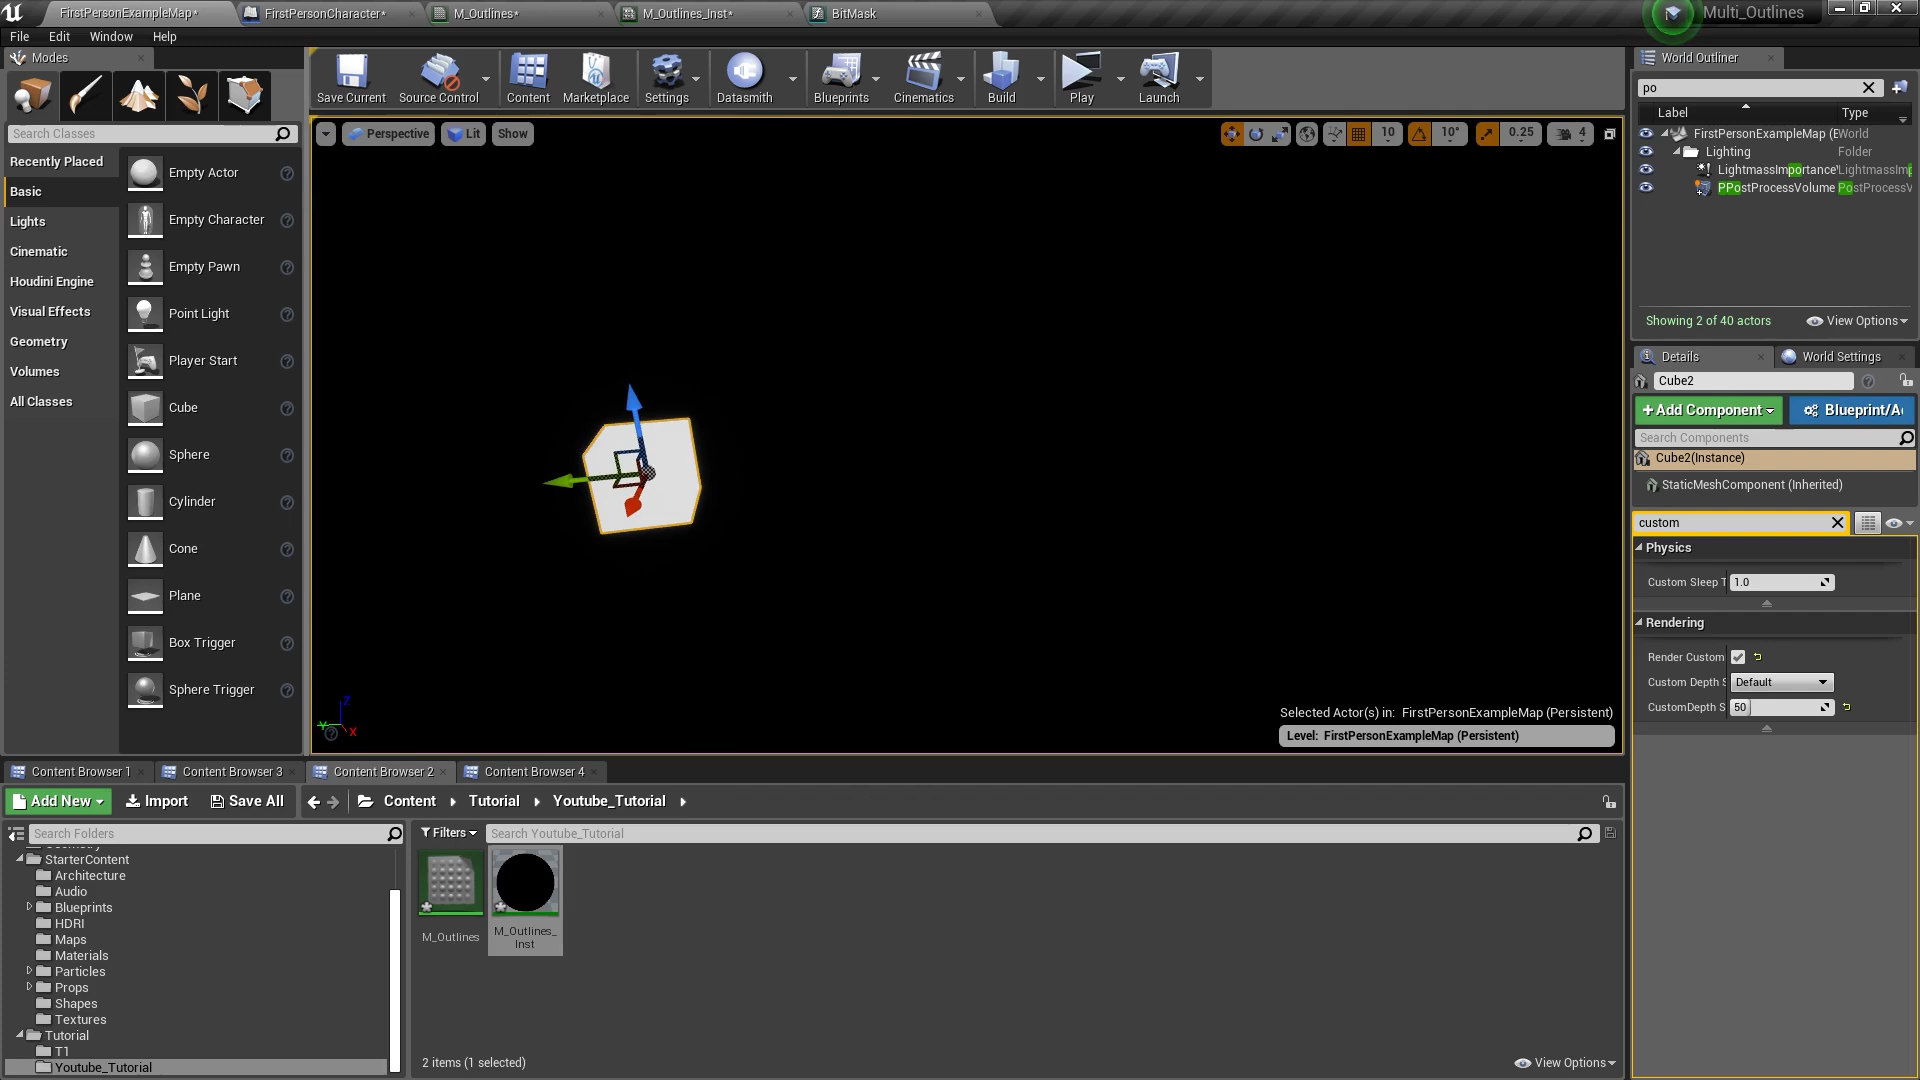 FirstPersonExampleMap*
FirstPersonCharacter*
M_Outlines*
M_Outlines_Inst*
BitMask
Multi_Outlines
File Edit Window Help
Modes
Search Classes
Recently Placed
Basic
Lights
Cinematic
Houdini Engine
Visual Effects
Geometry
Volumes
All Classes
Empty Actor
Empty Character
Empty Pawn
Point Light
Player Start
Cube
Sphere
Cylinder
Cone
Plane
Box Trigger
Sphere Trigger
Save Current
Source Control
Content
Marketplace
Settings
Datasmith
Blueprints
Cinematics
Build
Play
Launch
Perspective
Lit
Show
10
10°
0.25
4
Z
Y
X
Selected Actor(s) in: FirstPersonExampleMap (Persistent)
Level: FirstPersonExampleMap (Persistent)
World Outliner
po
Label Type
FirstPersonExampleMap (E World
Lighting Folder
LightmassImportance LightmassImp
PPostProcessVolume PostProcessV
Showing 2 of 40 actors
View Options
Details
World Settings
Cube2
+Add Component
Blueprint/A
Search Components
Cube2(Instance)
StaticMeshComponent (Inherited)
custom
Physics
Custom Sleep T 1.0
Rendering
Render Custom
Custom Depth S Default
CustomDepth S 50
Content Browser 1
Content Browser 3
Content Browser 2
Content Browser 4
Add New
Import
Save All
Content
Tutorial
Youtube_Tutorial
Search Folders
StarterContent
Architecture
Audio
Blueprints
HDRI
Maps
Materials
Particles
Props
Shapes
Textures
Tutorial
T1
Youtube_Tutorial
Filters
Search Youtube_Tutorial
M_Outlines
M_Outlines_
Inst
2 items (1 selected)
View Options